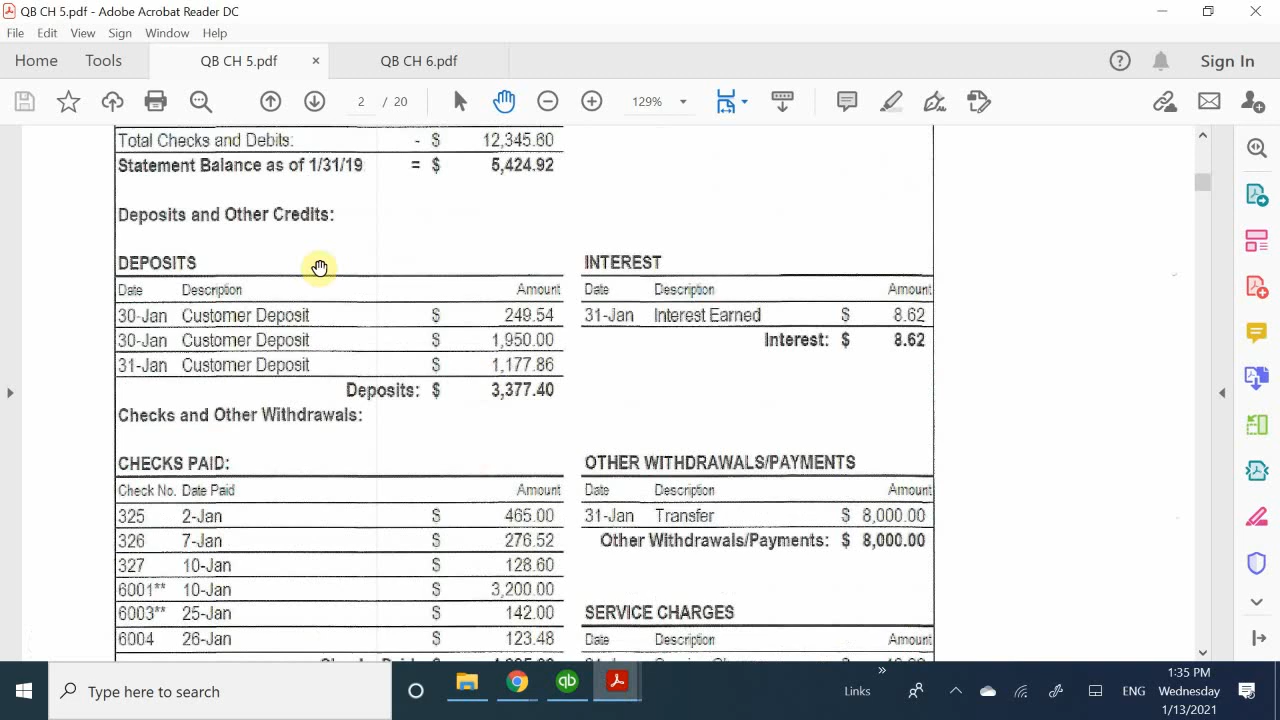 QB CH 5.pdf - Adobe Acrobat Reader DC
File Edit View Sign Window Help
Home Tools QB CH 5.pdf × QB CH 6.pdf Sign In
2 / 20 129%
Total Checks and Debits: - $ 12,345.60
Statement Balance as of 1/31/19 = $ 5,424.92
Deposits and Other Credits:
DEPOSITS
Date Description Amount
30-Jan Customer Deposit $ 249.54
30-Jan Customer Deposit $ 1,950.00
31-Jan Customer Deposit $ 1,177.86
Deposits: $ 3,377.40
INTEREST
Date Description Amount
31-Jan Interest Earned $ 8.62
Interest: $ 8.62
Checks and Other Withdrawals:
CHECKS PAID:
Check No. Date Paid Amount
325 2-Jan $ 465.00
326 7-Jan $ 276.52
327 10-Jan $ 128.60
6001** 10-Jan $ 3,200.00
6003** 25-Jan $ 142.00
6004 26-Jan $ 123.48
OTHER WITHDRAWALS/PAYMENTS
Date Description Amount
31-Jan Transfer $ 8,000.00
Other Withdrawals/Payments: $ 8,000.00
SERVICE CHARGES
Date Description Amount
Type here to search
Links
ENG
1:35 PM
Wednesday
1/13/2021